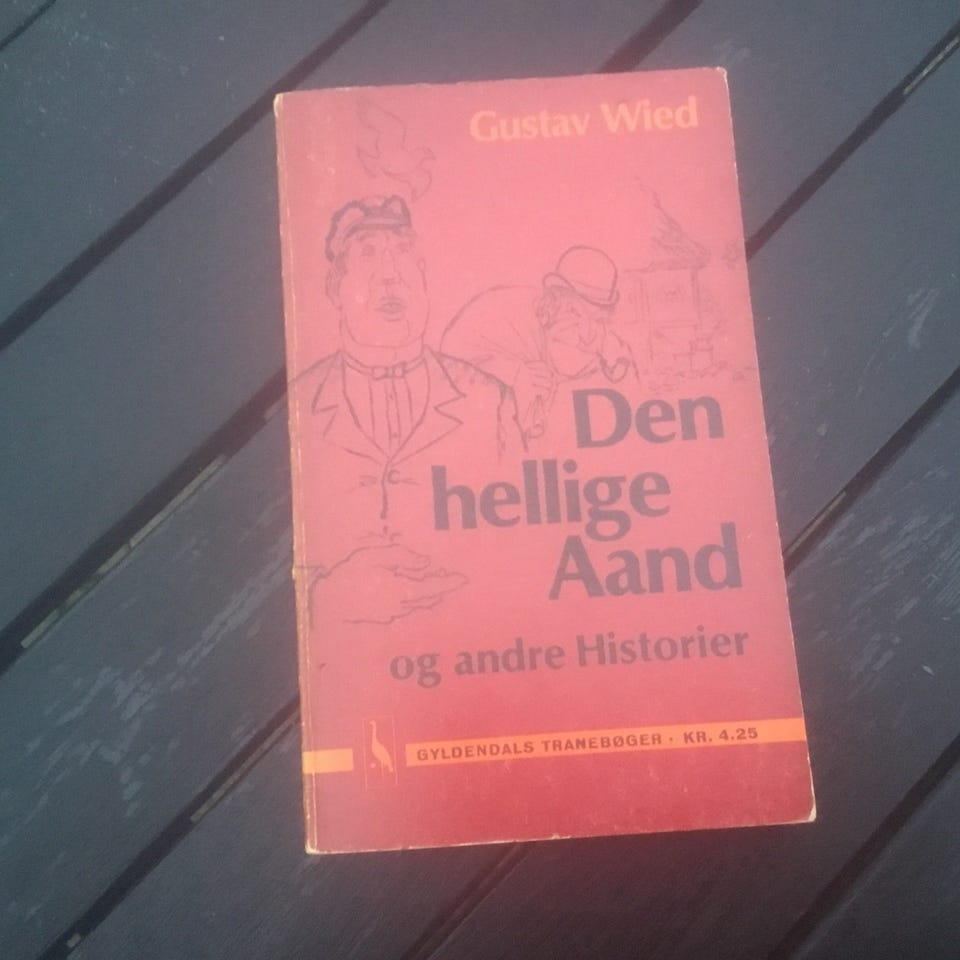 Gustav Wied
Den
hellige
Aand
og andre Historier
GYLDENDALS TRANEBØGER · KR. 4.25